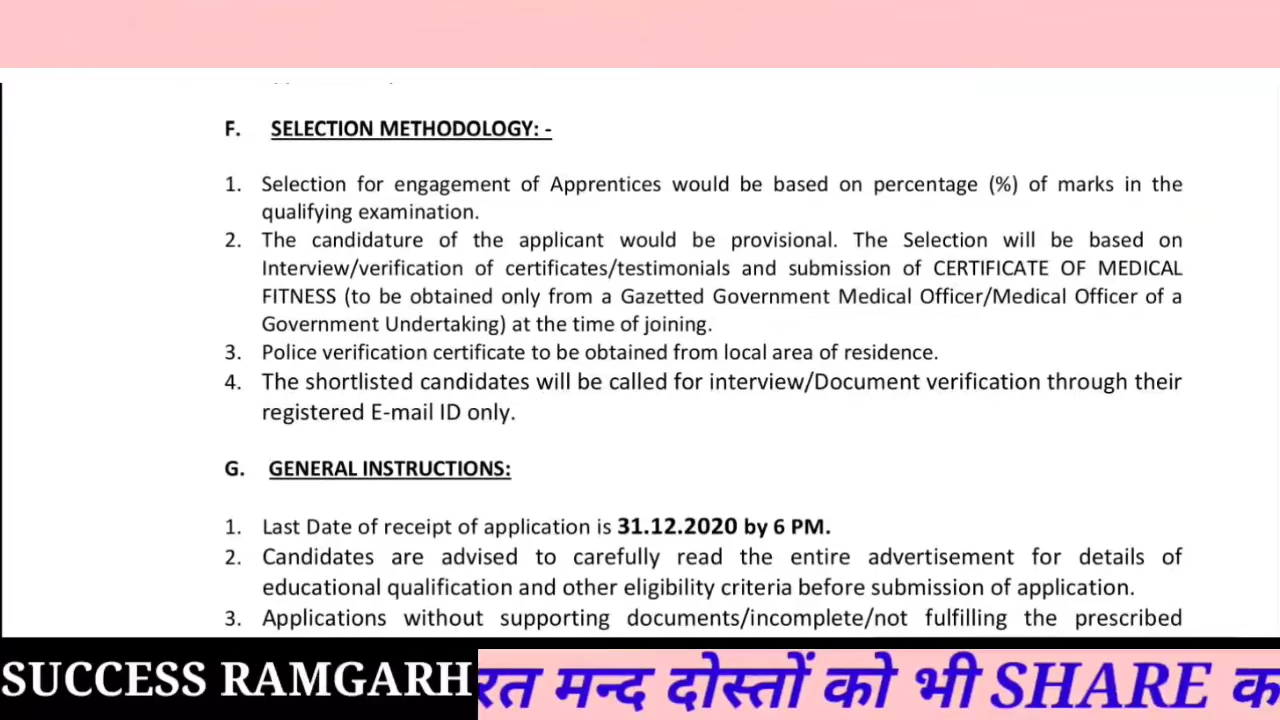 F. SELECTION METHODOLOGY: -
1. Selection for engagement of Apprentices would be based on percentage (%) of marks in the
qualifying examination.
2. The candidature of the applicant would be provisional. The Selection will be based on
Interview/verification of certificates/testimonials and submission of CERTIFICATE OF MEDICAL
FITNESS (to be obtained only from a Gazetted Government Medical Officer/Medical Officer of a
Government Undertaking) at the time of joining.
3. Police verification certificate to be obtained from local area of residence.
4. The shortlisted candidates will be called for interview/Document verification through their
registered E-mail ID only.
G. GENERAL INSTRUCTIONS:
1. Last Date of receipt of application is 31.12.2020 by 6 PM.
2. Candidates are advised to carefully read the entire advertisement for details of
educational qualification and other eligibility criteria before submission of application.
3. Applications without supporting documents/incomplete/not fulfilling the prescribed
SUCCESS RAMGARH
मन्द दोस्तों को भी SHARE